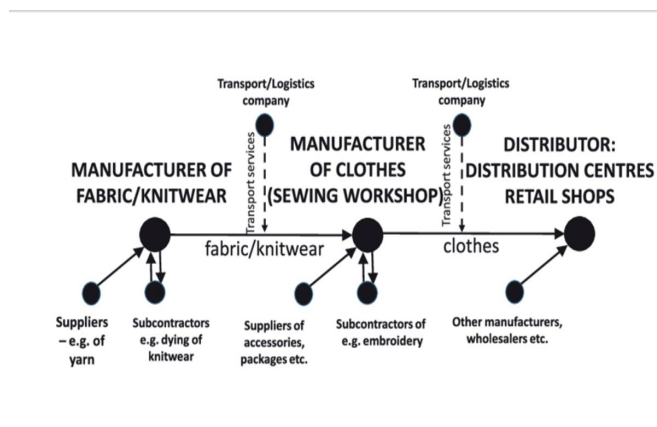 Transport/Logistics
company
Transport/Logistics
company
Transport services
Transport services
MANUFACTURER OF
FABRIC/KNITWEAR
MANUFACTURER
OF CLOTHES
(SEWING WORKSHOP)
DISTRIBUTOR:
DISTRIBUTION CENTRES
RETAIL SHOPS
fabric/knitwear
clothes
Suppliers
– e.g. of
yarn
Subcontractors
e.g. dying of
knitwear
Suppliers of
accessories,
packages etc.
Subcontractors of
e.g. embroidery
Other manufacturers,
wholesalers etc.